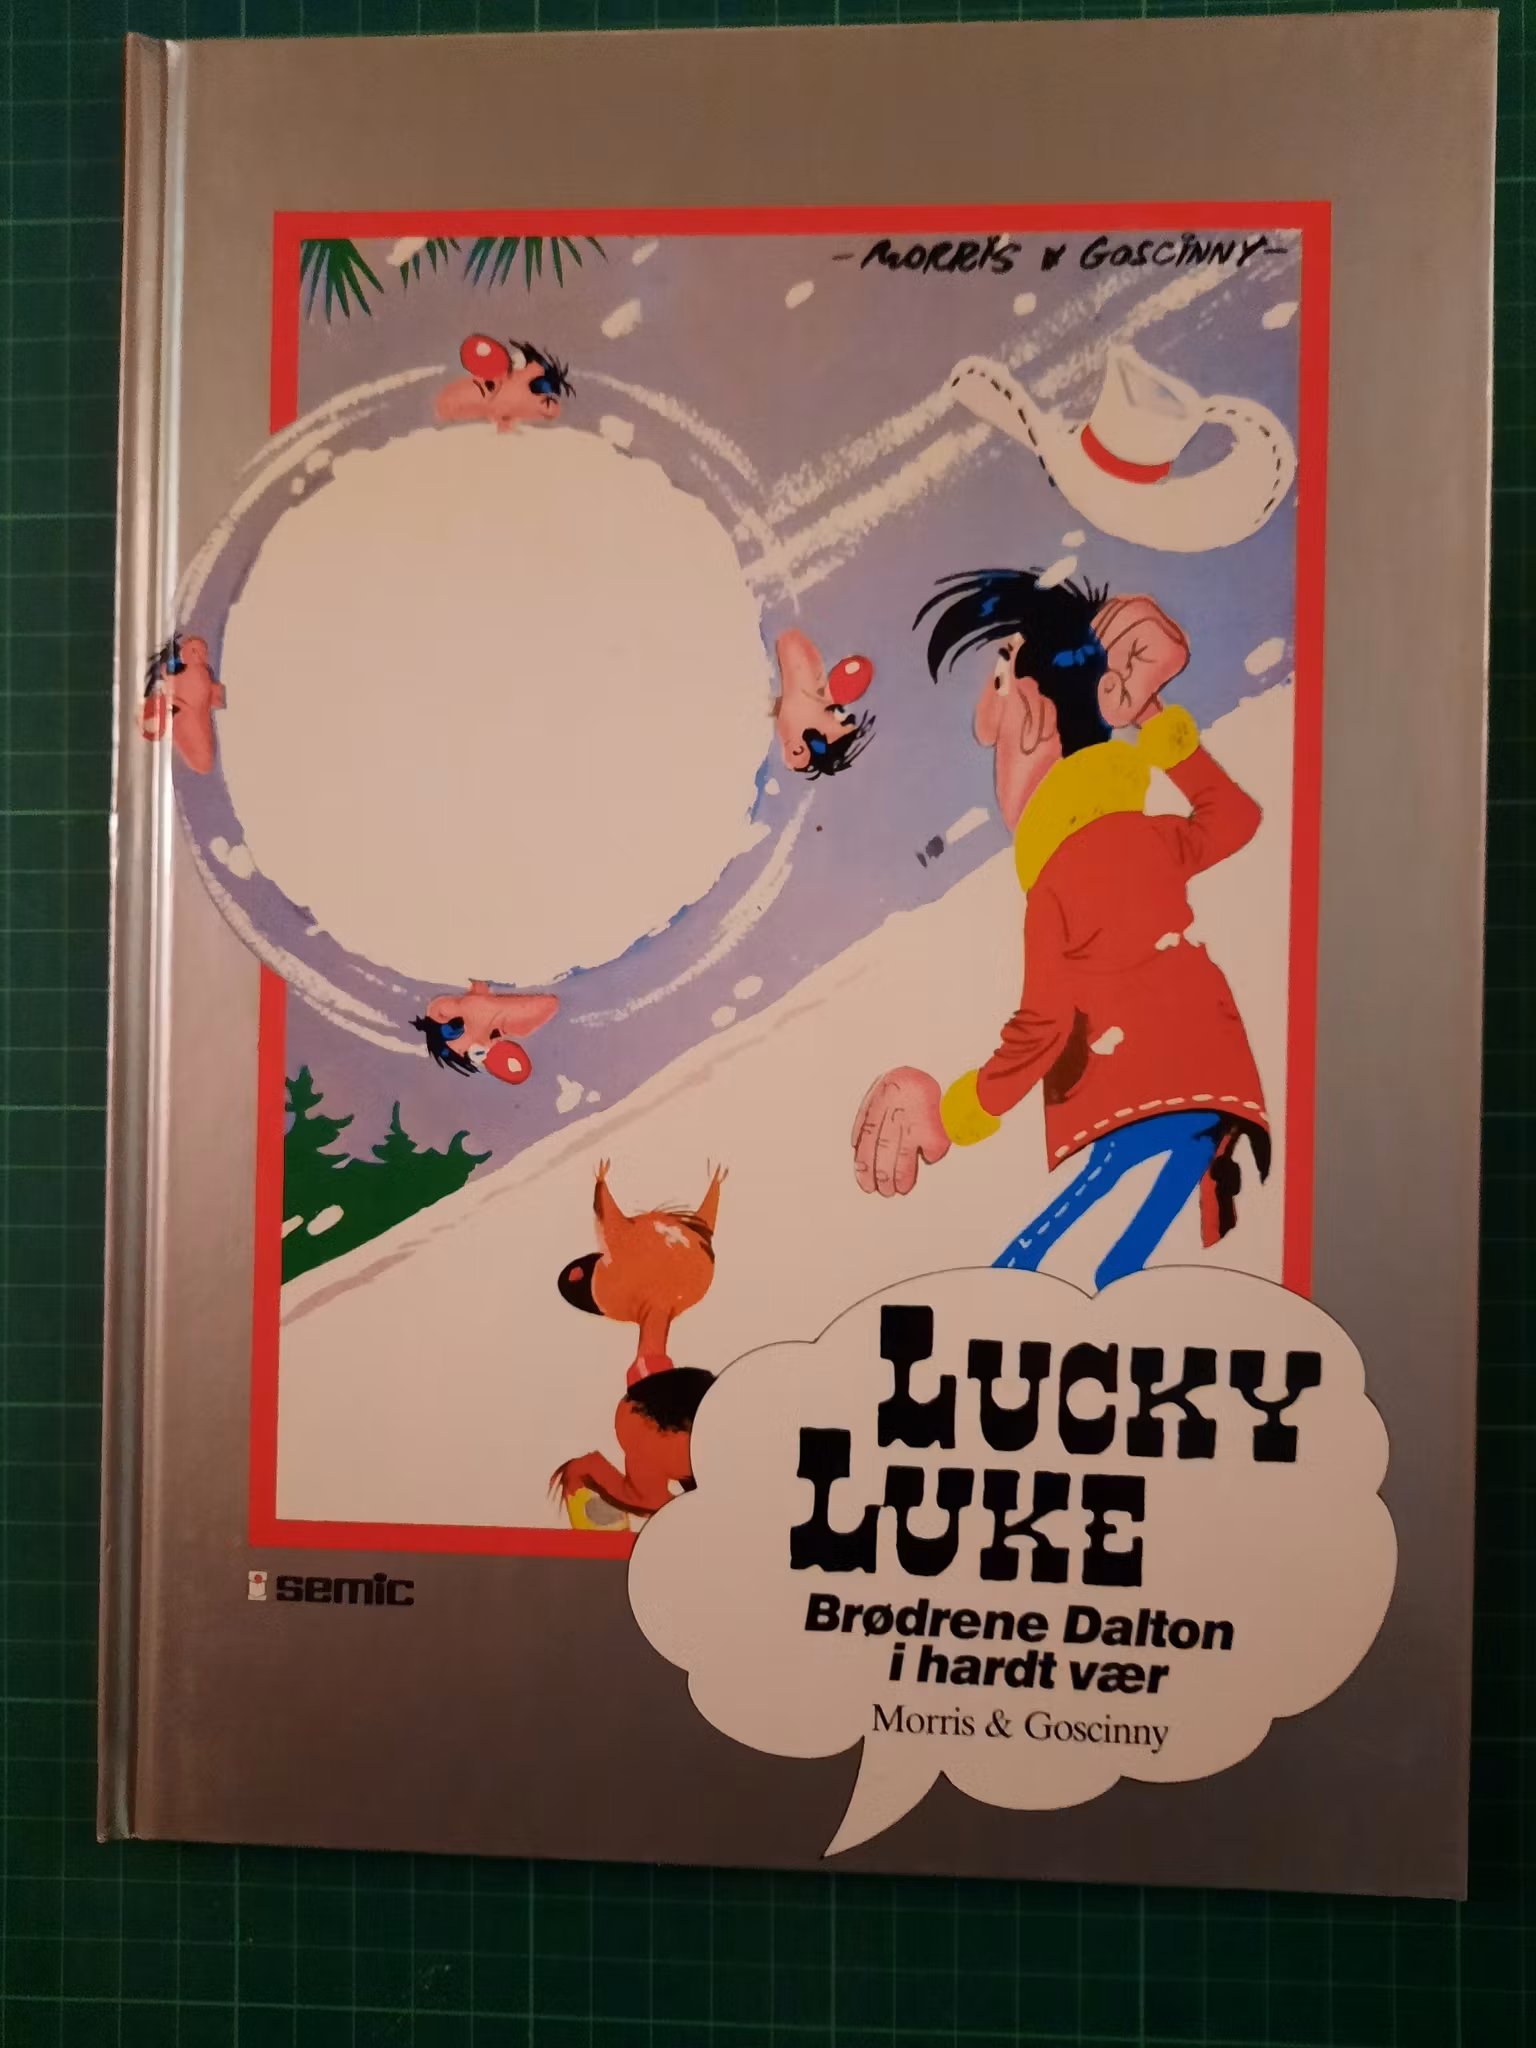 - MORRIS & GOSCINNY -
LUCKY
LUKE
Brødrene Dalton
i hardt vær
Morris & Goscinny
semic